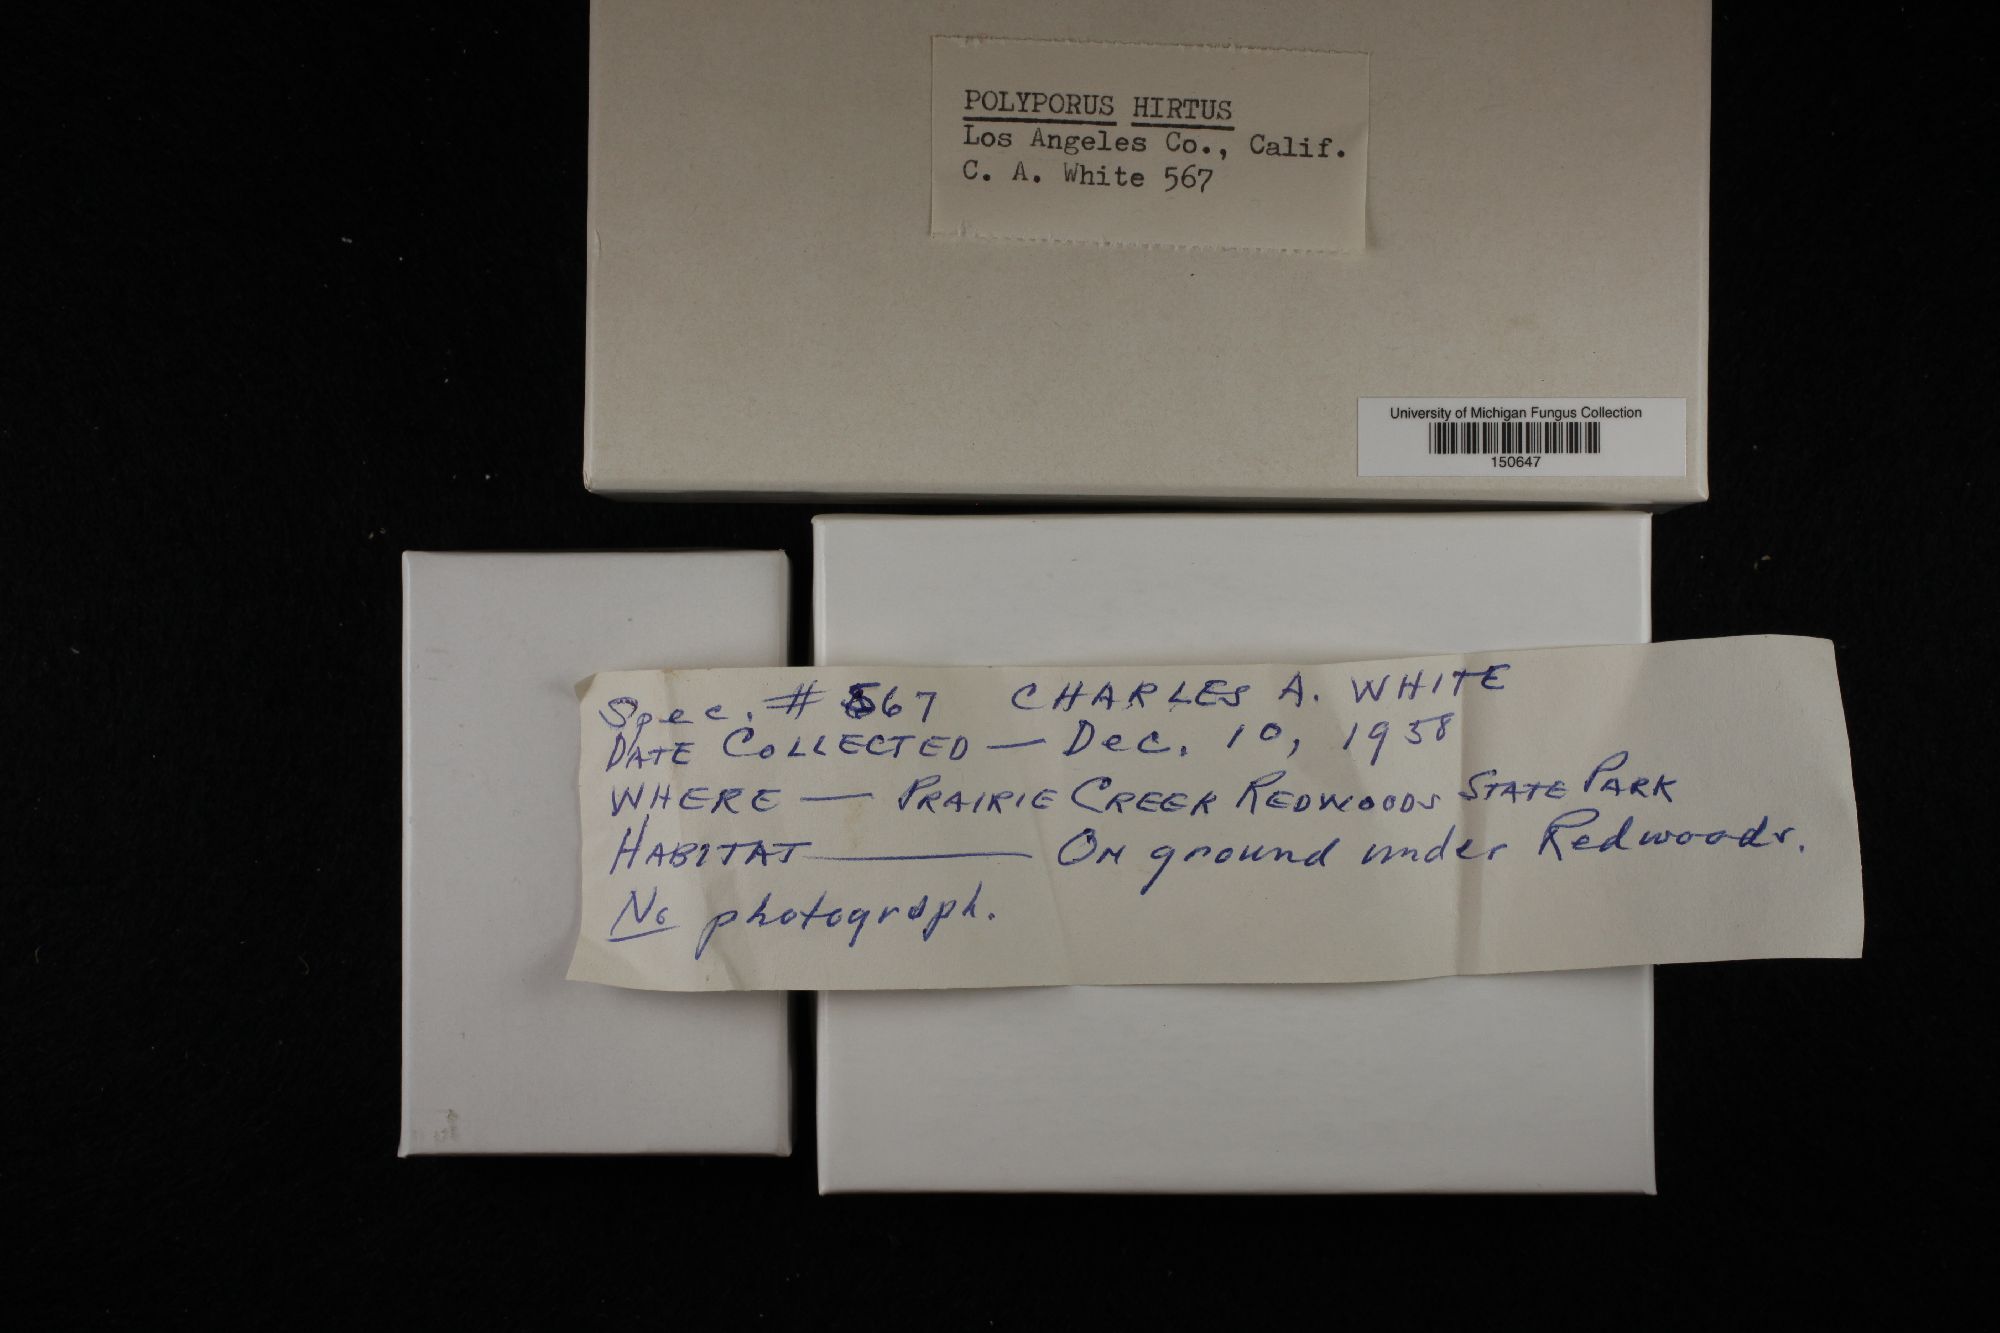 POLYPORUS HIRTUS
Los Angeles Co., Calif.
C. A. White 567
University of Michigan Fungus Collection
150647
Spec. # 567 CHARLES A. WHITE
DATE COLLECTED — Dec. 10, 1958
WHERE — PRAIRIE CREEK REDWOODS STATE PARK
HABITAT — On ground under Redwoods.
No photograph.